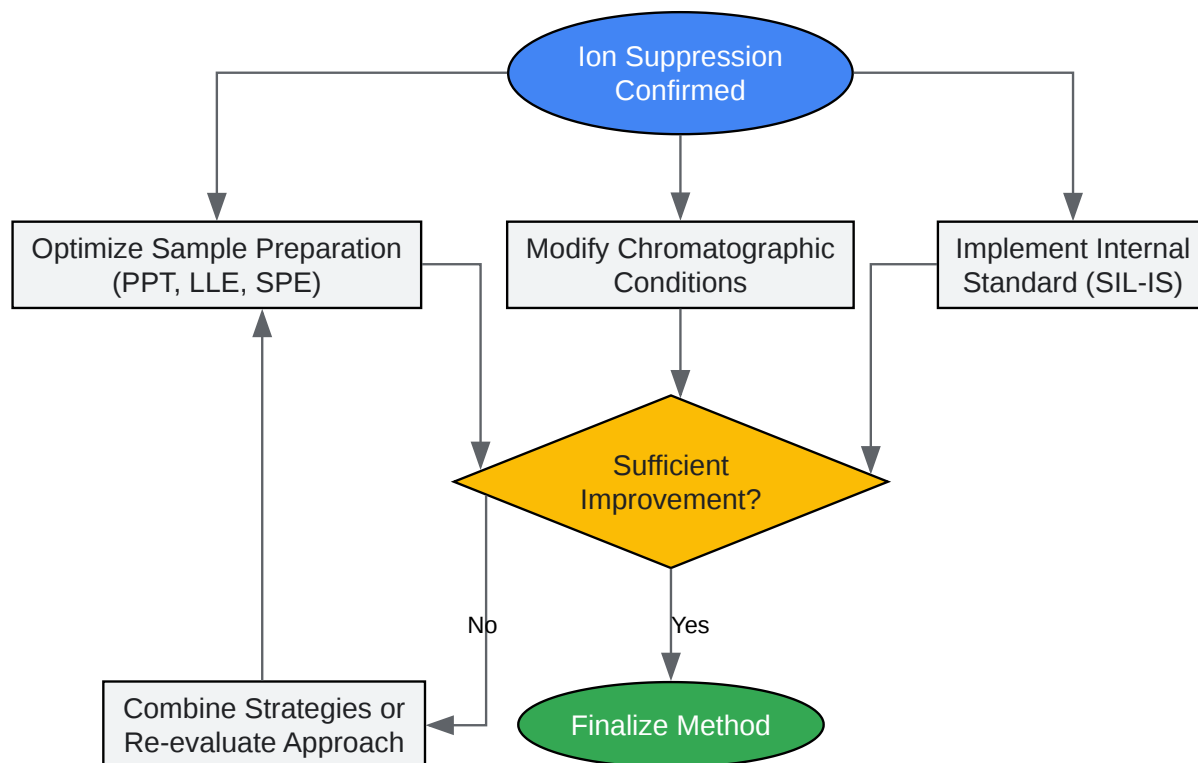 Ion Suppression
Confirmed
Optimize Sample Preparation
(PPT, LLE, SPE)
Modify Chromatographic
Conditions
Implement Internal
Standard (SIL-IS)
Sufficient
Improvement?
No
Yes
Combine Strategies or
Re-evaluate Approach
Finalize Method